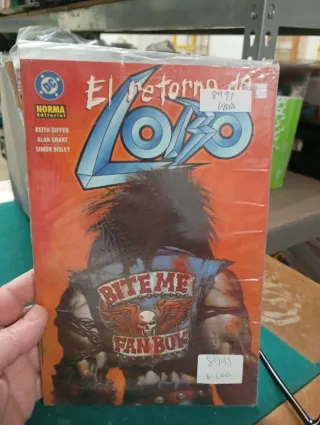 DC
El retorno de
LOBO
NORMA
Editorial
KEITH GIFFEN
ALAN GRANT
SIMON BISLEY
BITE ME
FAN BOY